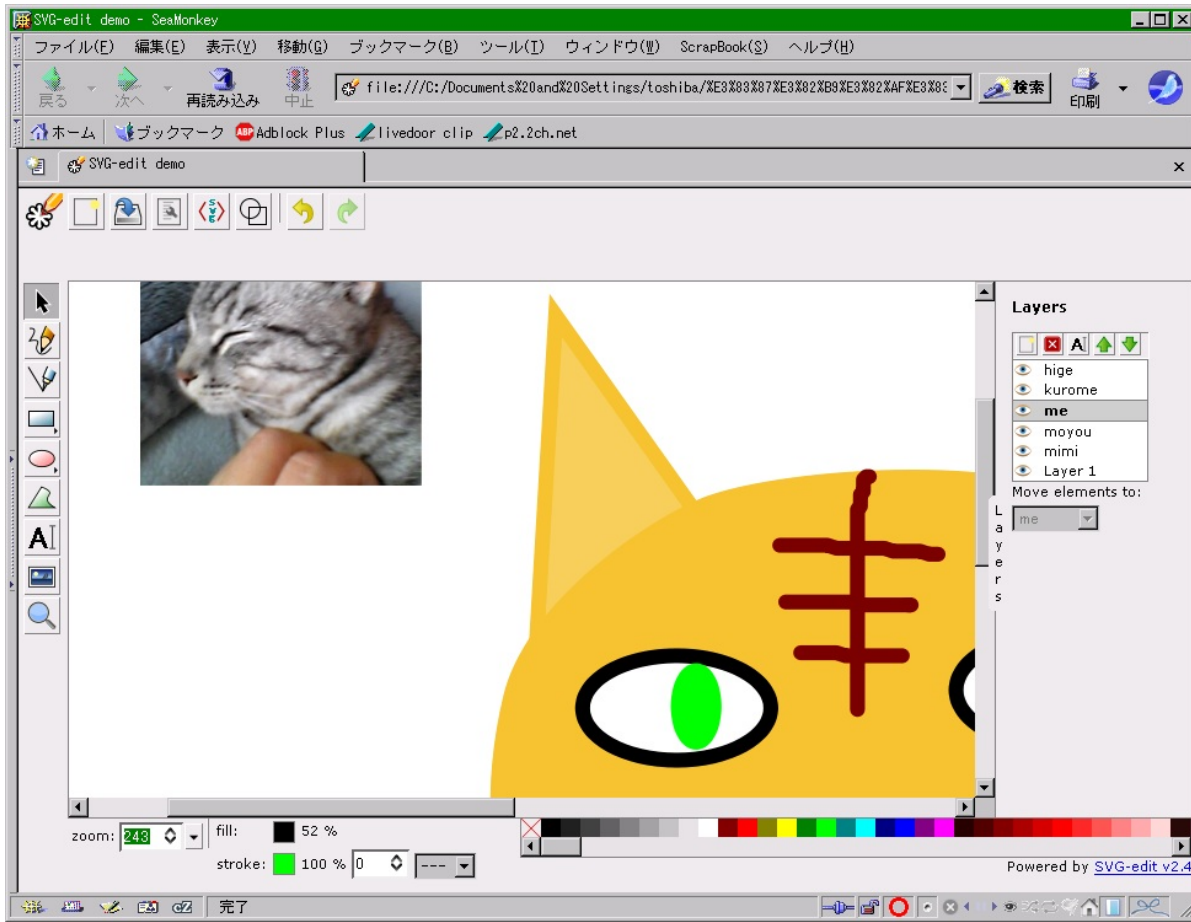 SVG-edit demo - SeaMonkey
ファイル(F) 編集(E) 表示(V) 移動(G) ブックマーク(B) ツール(T) ウィンドウ(W) ScrapBook(S) ヘルプ(H)
戻る 次へ 再読み込み 中止 file:///C:/Documents%20and%20Settings/toshiba/%E3%83%87%E3%82%B9%E3%82%AF%E3%8 検索 印刷
ホーム ブックマーク ABP Adblock Plus livedoor clip p2.2ch.net
SVG-edit demo
Layers
hige
kurome
me
moyou
mimi
Layer 1
Move elements to:
me
Layers
zoom: 243 fill: 52 %
stroke: 100 % 0 ---
Powered by SVG-edit v2.4
完了